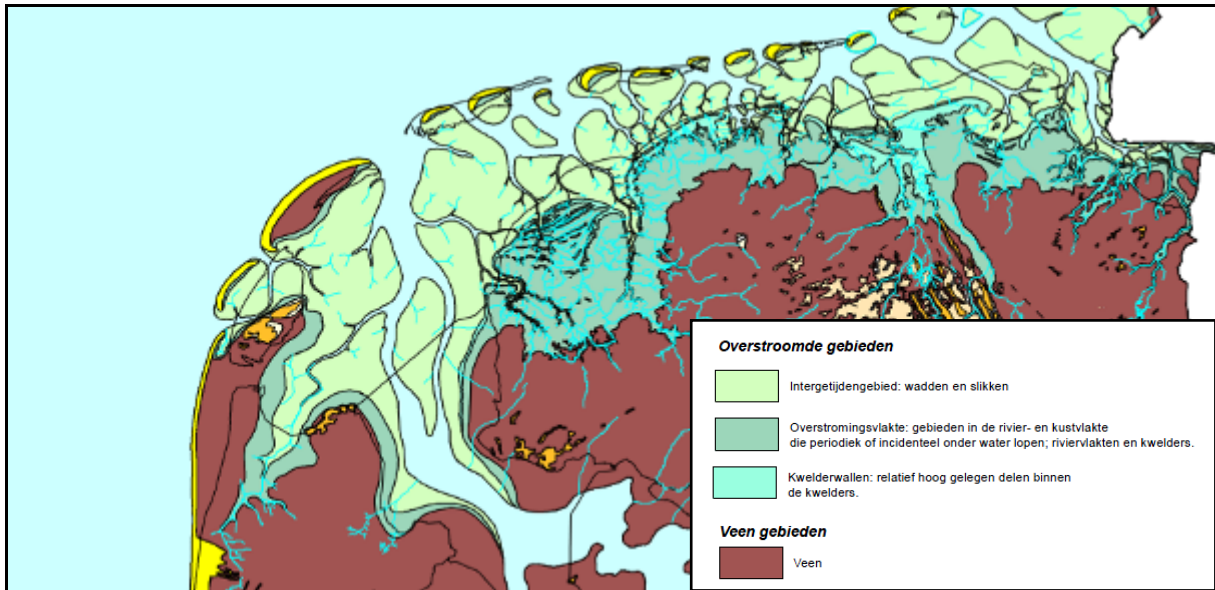 Overstroomde gebieden
Intergetijdengebied: wadden en slikken
Overstromingsvlakte: gebieden in de rivier- en kustvlakte
die periodiek of incidenteel onder water lopen; riviervlakten en kwelders.
Kwelderwallen: relatief hoog gelegen delen binnen
de kwelders.
Veen gebieden
Veen